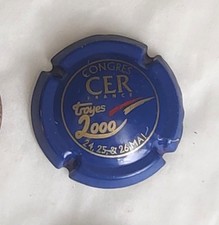 CONGRES
CER
FRANCE
troyes
2000
24, 25, & 26 MAI